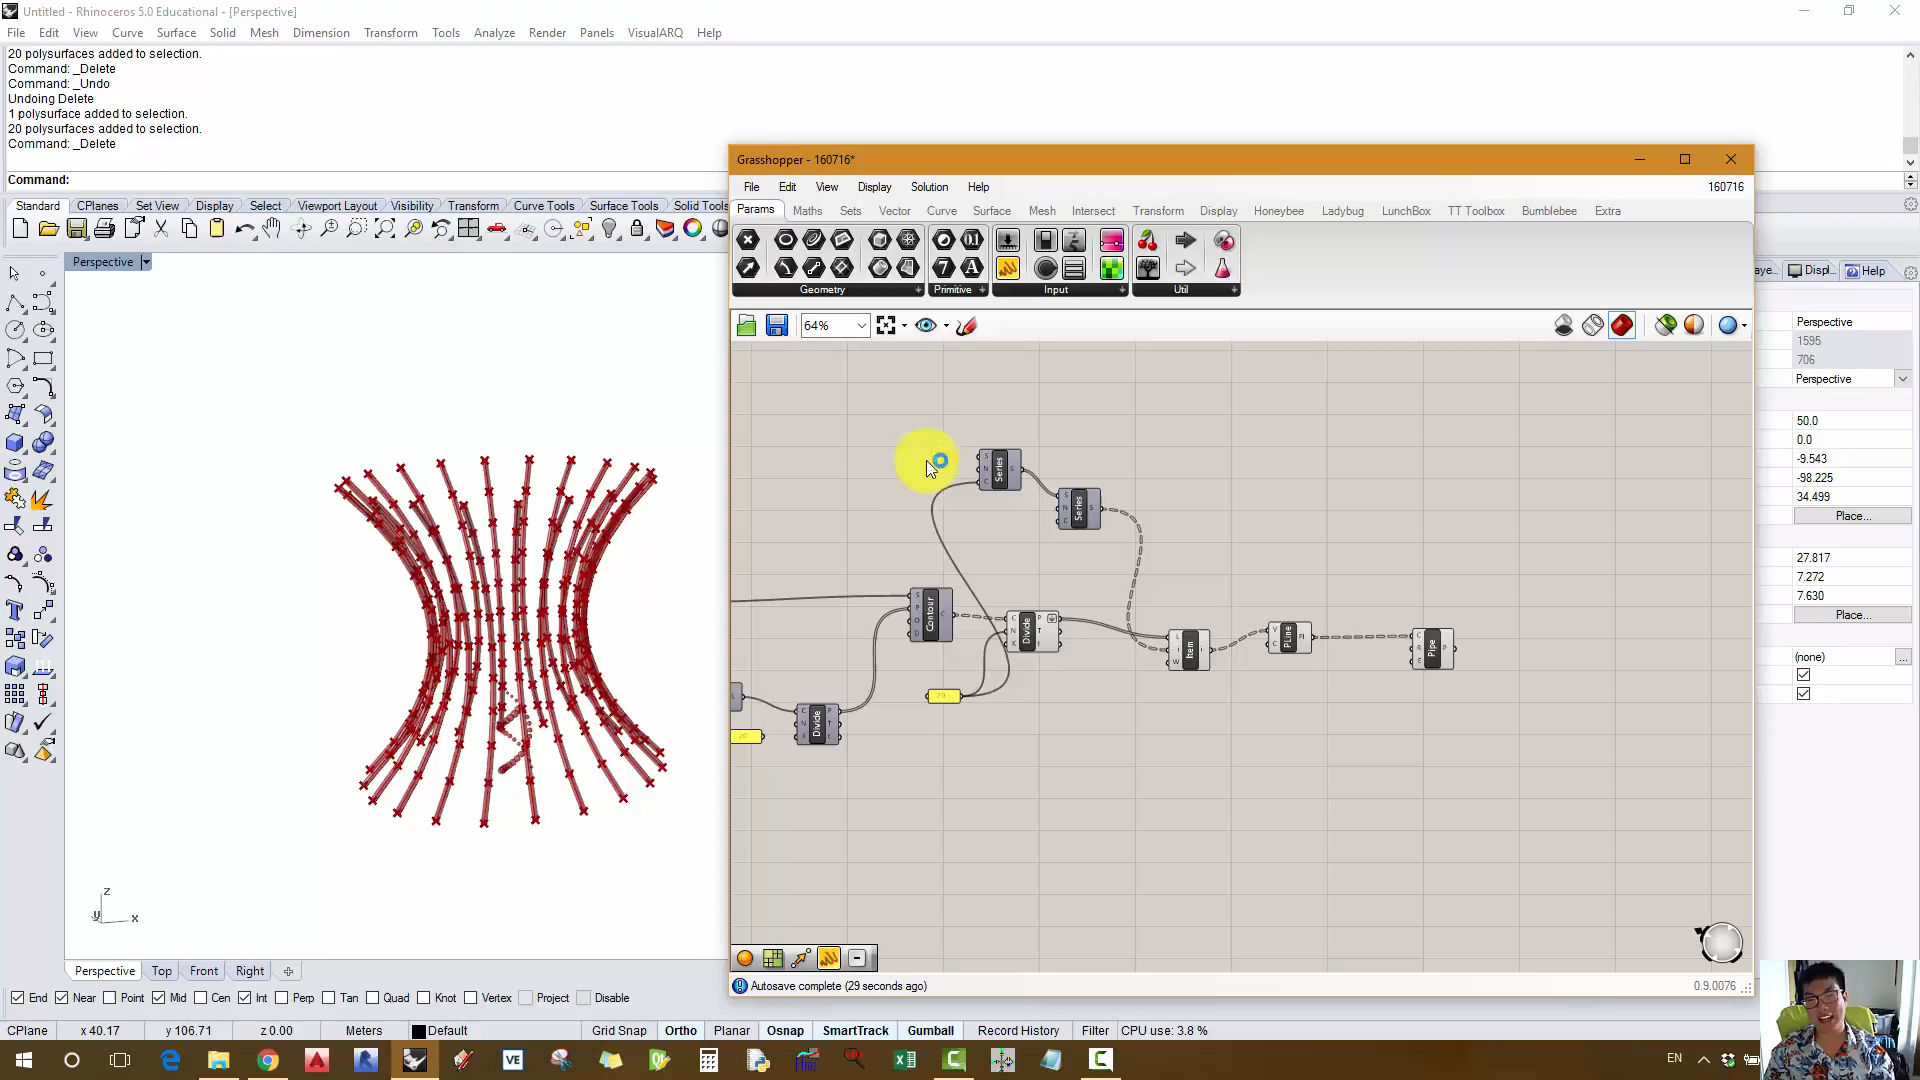 Untitled - Rhinoceros 5.0 Educational - [Perspective]
File Edit View Curve Surface Solid Mesh Dimension Transform Tools Analyze Render Panels VisualARQ Help
20 polysurfaces added to selection.
Command: _Delete
Command: _Undo
Undoing Delete
1 polysurface added to selection.
20 polysurfaces added to selection.
Command: _Delete
Command:
Standard CPlanes Set View Display Select Viewport Layout Visibility Transform Curve Tools Surface Tools Solid Tools
Perspective
Grasshopper - 160716*
File Edit View Display Solution Help 160716
Params Maths Sets Vector Curve Surface Mesh Intersect Transform Display Honeybee Ladybug LunchBox TT Toolbox Bumblebee Extra
Geometry Primitive Input Util
64%
Series
S
N
C
S
Series
S
N
C
S
Contour
S
P
O
D
C
Divide
C
N
K
P
T
t
Item
L
i
W
i
PLine
V
C
Pl
Pipe
C
R
E
P
20
Divide
C
N
K
P
T
t
L
20
Autosave complete (29 seconds ago) 0.9.0076
Displ... Help
Perspective
1595
706
Perspective
50.0
0.0
-9.543
-98.225
34.499
Place...
27.817
7.272
7.630
Place...
(none) ...
z
y
x
Perspective Top Front Right
End Near Point Mid Cen Int Perp Tan Quad Knot Vertex Project Disable
CPlane x 40.17 y 106.71 z 0.00 Meters Default Grid Snap Ortho Planar Osnap SmartTrack Gumball Record History Filter CPU use: 3.8 %
VE
EN